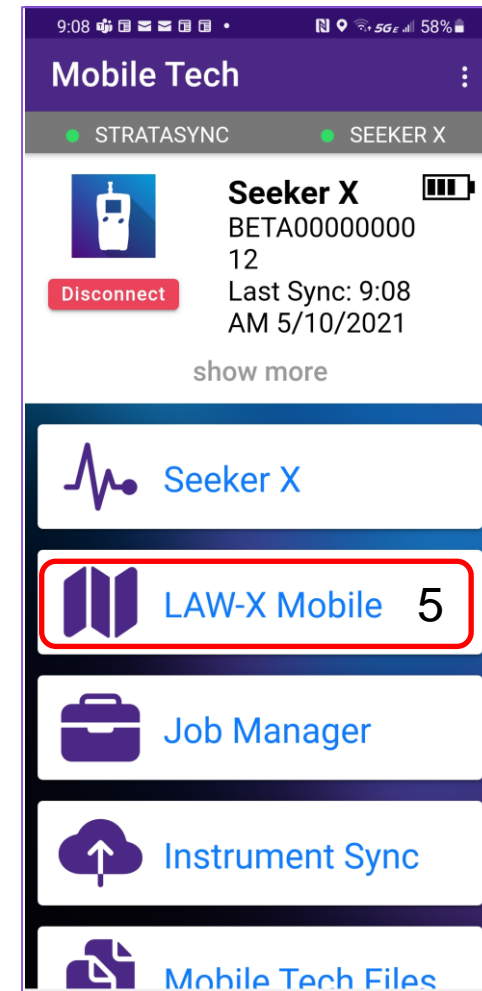 9:08 58%
5GE
Mobile Tech
STRATASYNC SEEKER X
Seeker X
BETA00000000
12
Disconnect
Last Sync: 9:08
AM 5/10/2021
show more
Seeker X
LAW-X Mobile 5
Job Manager
Instrument Sync
Mobile Tech Files